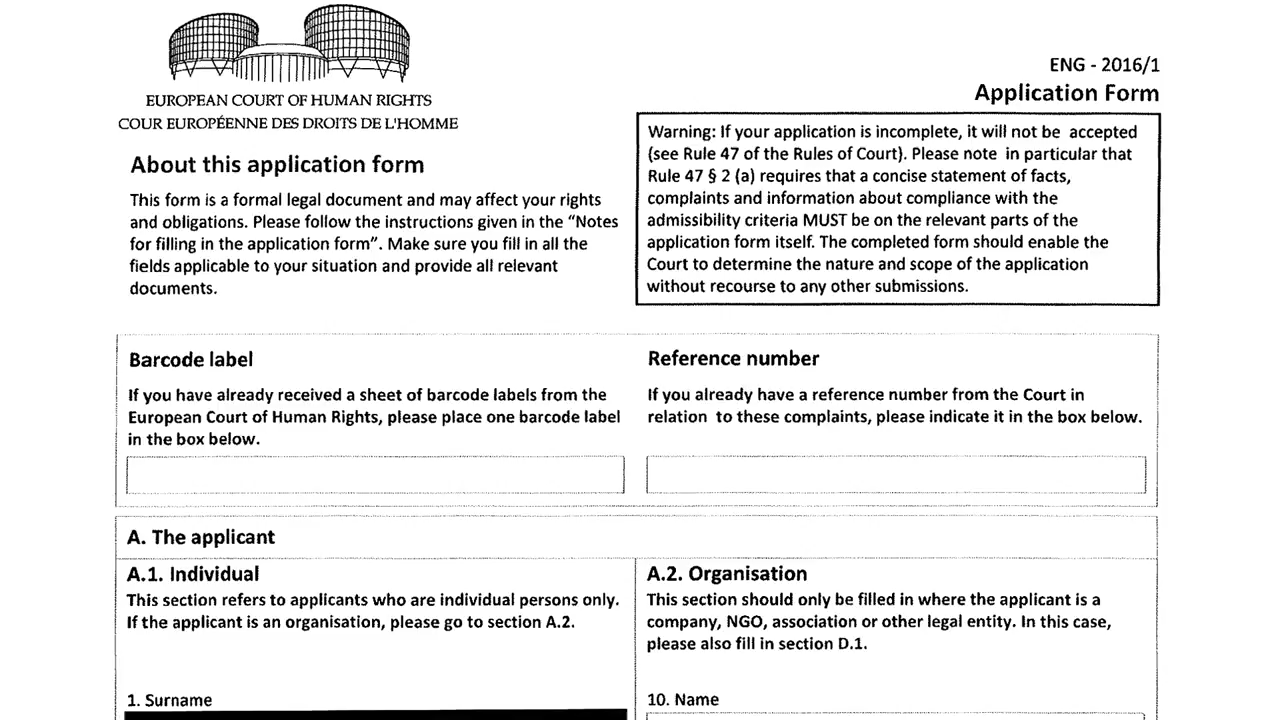 EUROPEAN COURT OF HUMAN RIGHTS
COUR EUROPÉENNE DES DROITS DE L'HOMME
ENG - 2016/1
Application Form
About this application form
This form is a formal legal document and may affect your rights
and obligations. Please follow the instructions given in the “Notes
for filling in the application form”. Make sure you fill in all the
fields applicable to your situation and provide all relevant
documents.
Warning: If your application is incomplete, it will not be accepted
(see Rule 47 of the Rules of Court). Please note in particular that
Rule 47 § 2 (a) requires that a concise statement of facts,
complaints and information about compliance with the
admissibility criteria MUST be on the relevant parts of the
application form itself. The completed form should enable the
Court to determine the nature and scope of the application
without recourse to any other submissions.
Barcode label
If you have already received a sheet of barcode labels from the
European Court of Human Rights, please place one barcode label
in the box below.
Reference number
If you already have a reference number from the Court in
relation to these complaints, please indicate it in the box below.
A. The applicant
A.1. Individual
This section refers to applicants who are individual persons only.
If the applicant is an organisation, please go to section A.2.
1. Surname
A.2. Organisation
This section should only be filled in where the applicant is a
company, NGO, association or other legal entity. In this case,
please also fill in section D.1.
10. Name